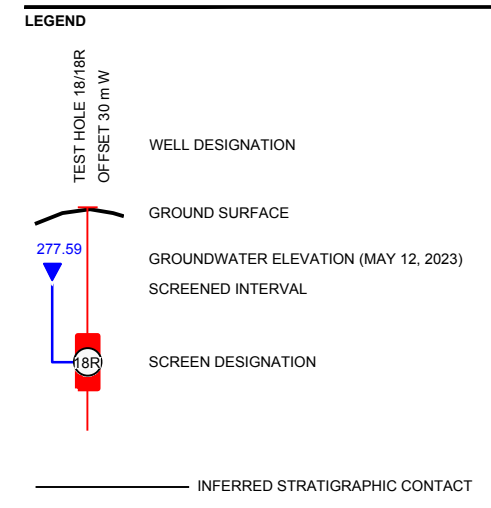 LEGEND
TEST HOLE 18/18R
OFFSET 30 m W
WELL DESIGNATION
GROUND SURFACE
277.59
GROUNDWATER ELEVATION (MAY 12, 2023)
SCREENED INTERVAL
18R
SCREEN DESIGNATION
INFERRED STRATIGRAPHIC CONTACT